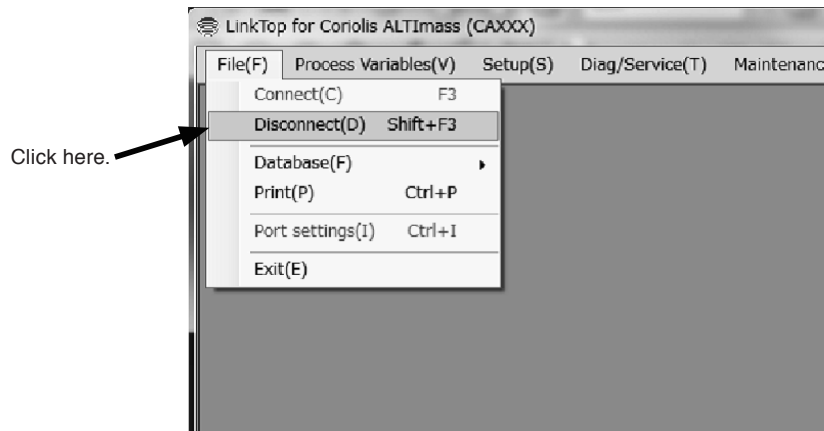 LinkTop for Coriolis ALTImass (CAXXX)
File(F) Process Variables(V) Setup(S) Diag/Service(T) Maintenanc
Connect(C) F3
Disconnect(D) Shift+F3
Click here.
Database(F)
Print(P) Ctrl+P
Port settings(I) Ctrl+I
Exit(E)